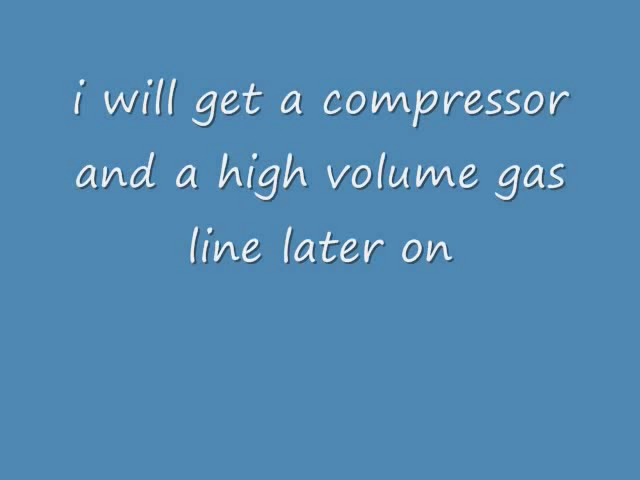 i will get a compressor
and a high volume gas
line later on